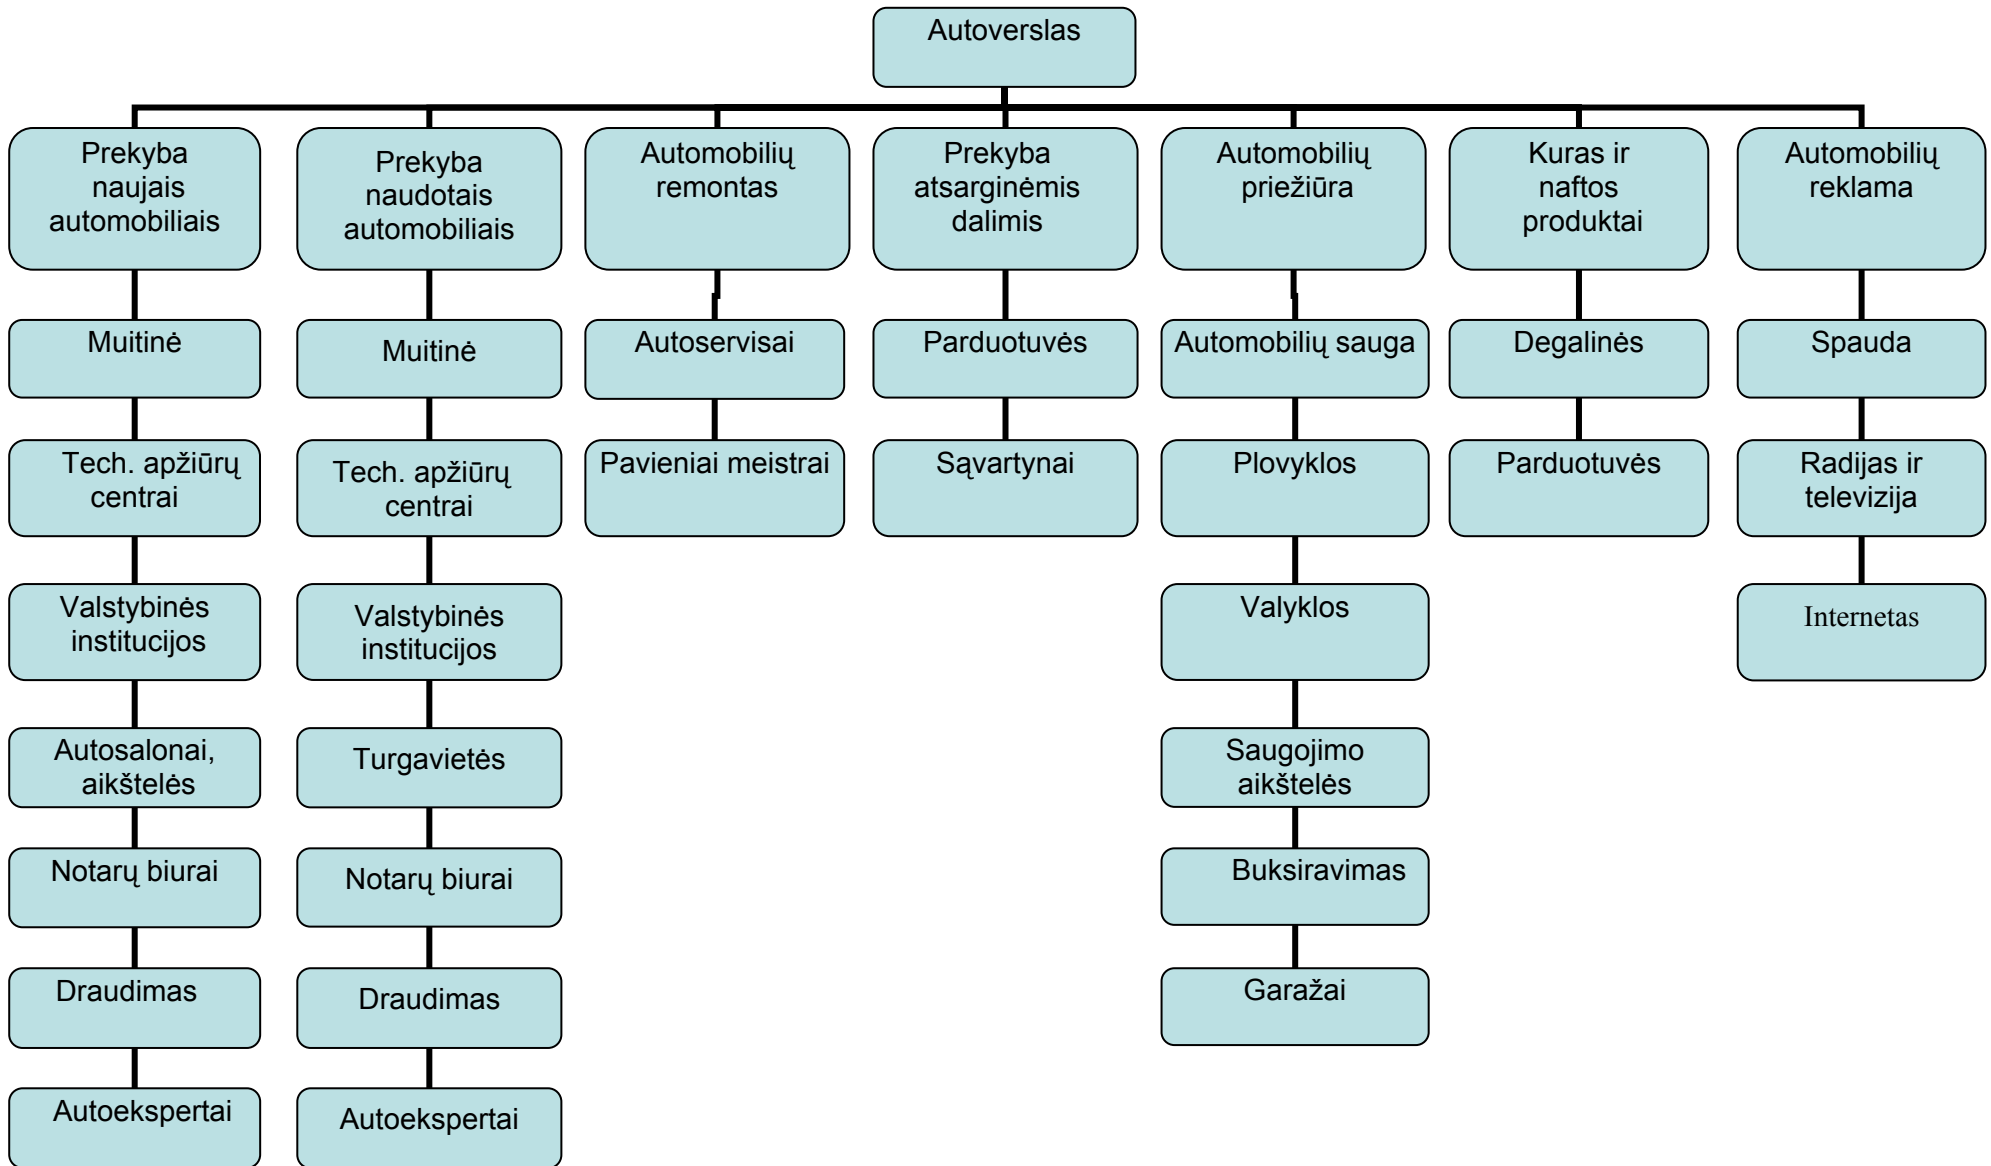 Autoverslas
Prekyba
naujais
automobiliais
Prekyba
naudotais
automobiliais
Automobilių
remontas
Prekyba
atsarginėmis
dalimis
Automobilių
priežiūra
Kuras ir
naftos
produktai
Automobilių
reklama
Muitinė
Muitinė
Autoservisai
Parduotuvės
Automobilių sauga
Degalinės
Spauda
Tech. apžiūrų
centrai
Tech. apžiūrų
centrai
Pavieniai meistrai
Sąvartynai
Plovyklos
Parduotuvės
Radijas ir
televizija
Valstybinės
institucijos
Valstybinės
institucijos
Valyklos
Internetas
Autosalonai,
aikštelės
Turgavietės
Saugojimo
aikštelės
Notarų biurai
Notarų biurai
Buksiravimas
Draudimas
Draudimas
Garažai
Autoekspertai
Autoekspertai